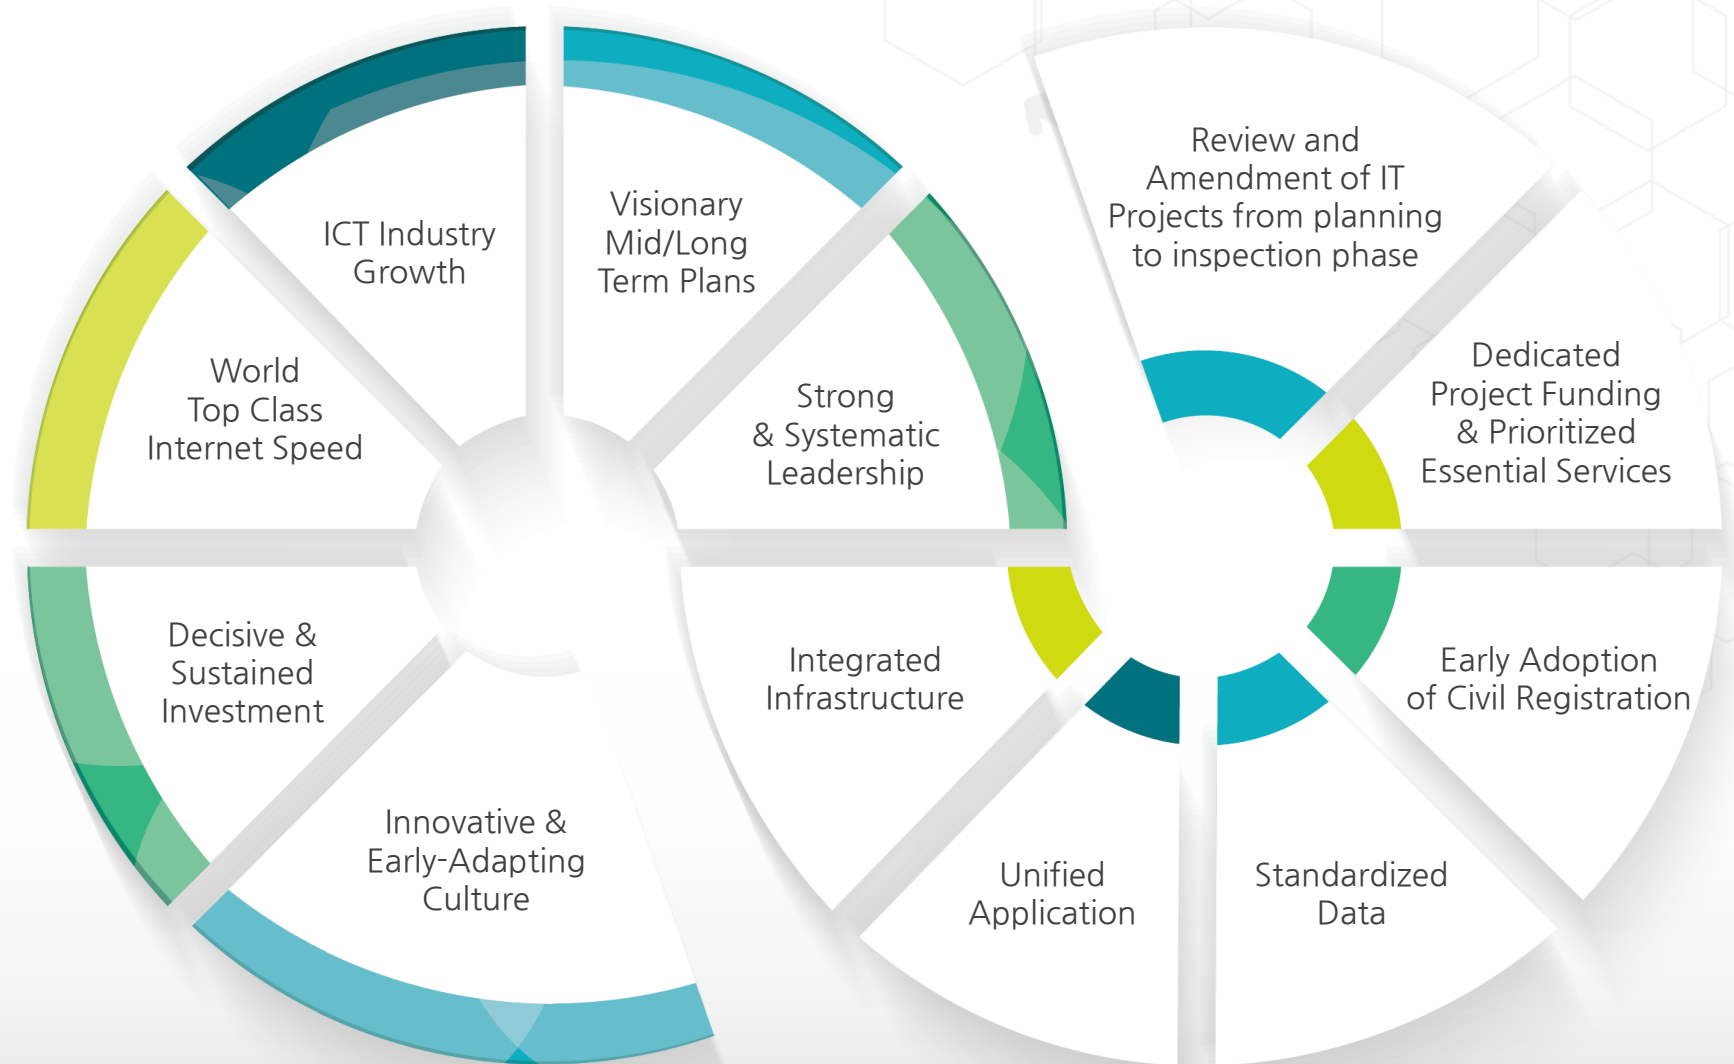 ICT Industry
Growth
Visionary
Mid/Long
Term Plans
World
Top Class
Internet Speed
Strong
& Systematic
Leadership
Decisive &
Sustained
Investment
Innovative &
Early-Adapting
Culture
Review and
Amendment of IT
Projects from planning
to inspection phase
Dedicated
Project Funding
& Prioritized
Essential Services
Integrated
Infrastructure
Early Adoption
of Civil Registration
Unified
Application
Standardized
Data